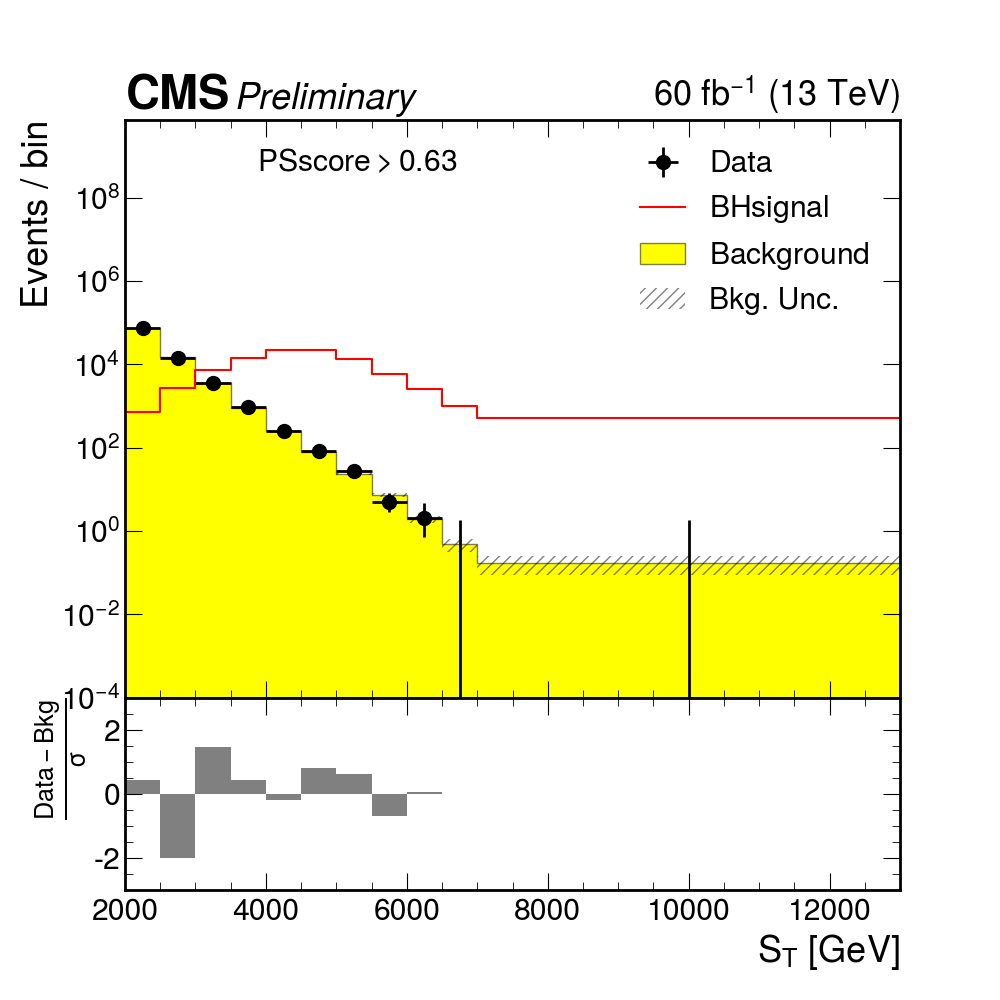 CMS Preliminary 60 fb⁻¹ (13 TeV)
Events / bin
PSscore > 0.63
Data
BHsignal
Background
Bkg. Unc.
10⁸
10⁶
10⁴
10²
10⁰
10⁻²
10⁻⁴
Data – Bkg
σ
2
0
-2
2000 4000 6000 8000 10000 12000
S_T [GeV]